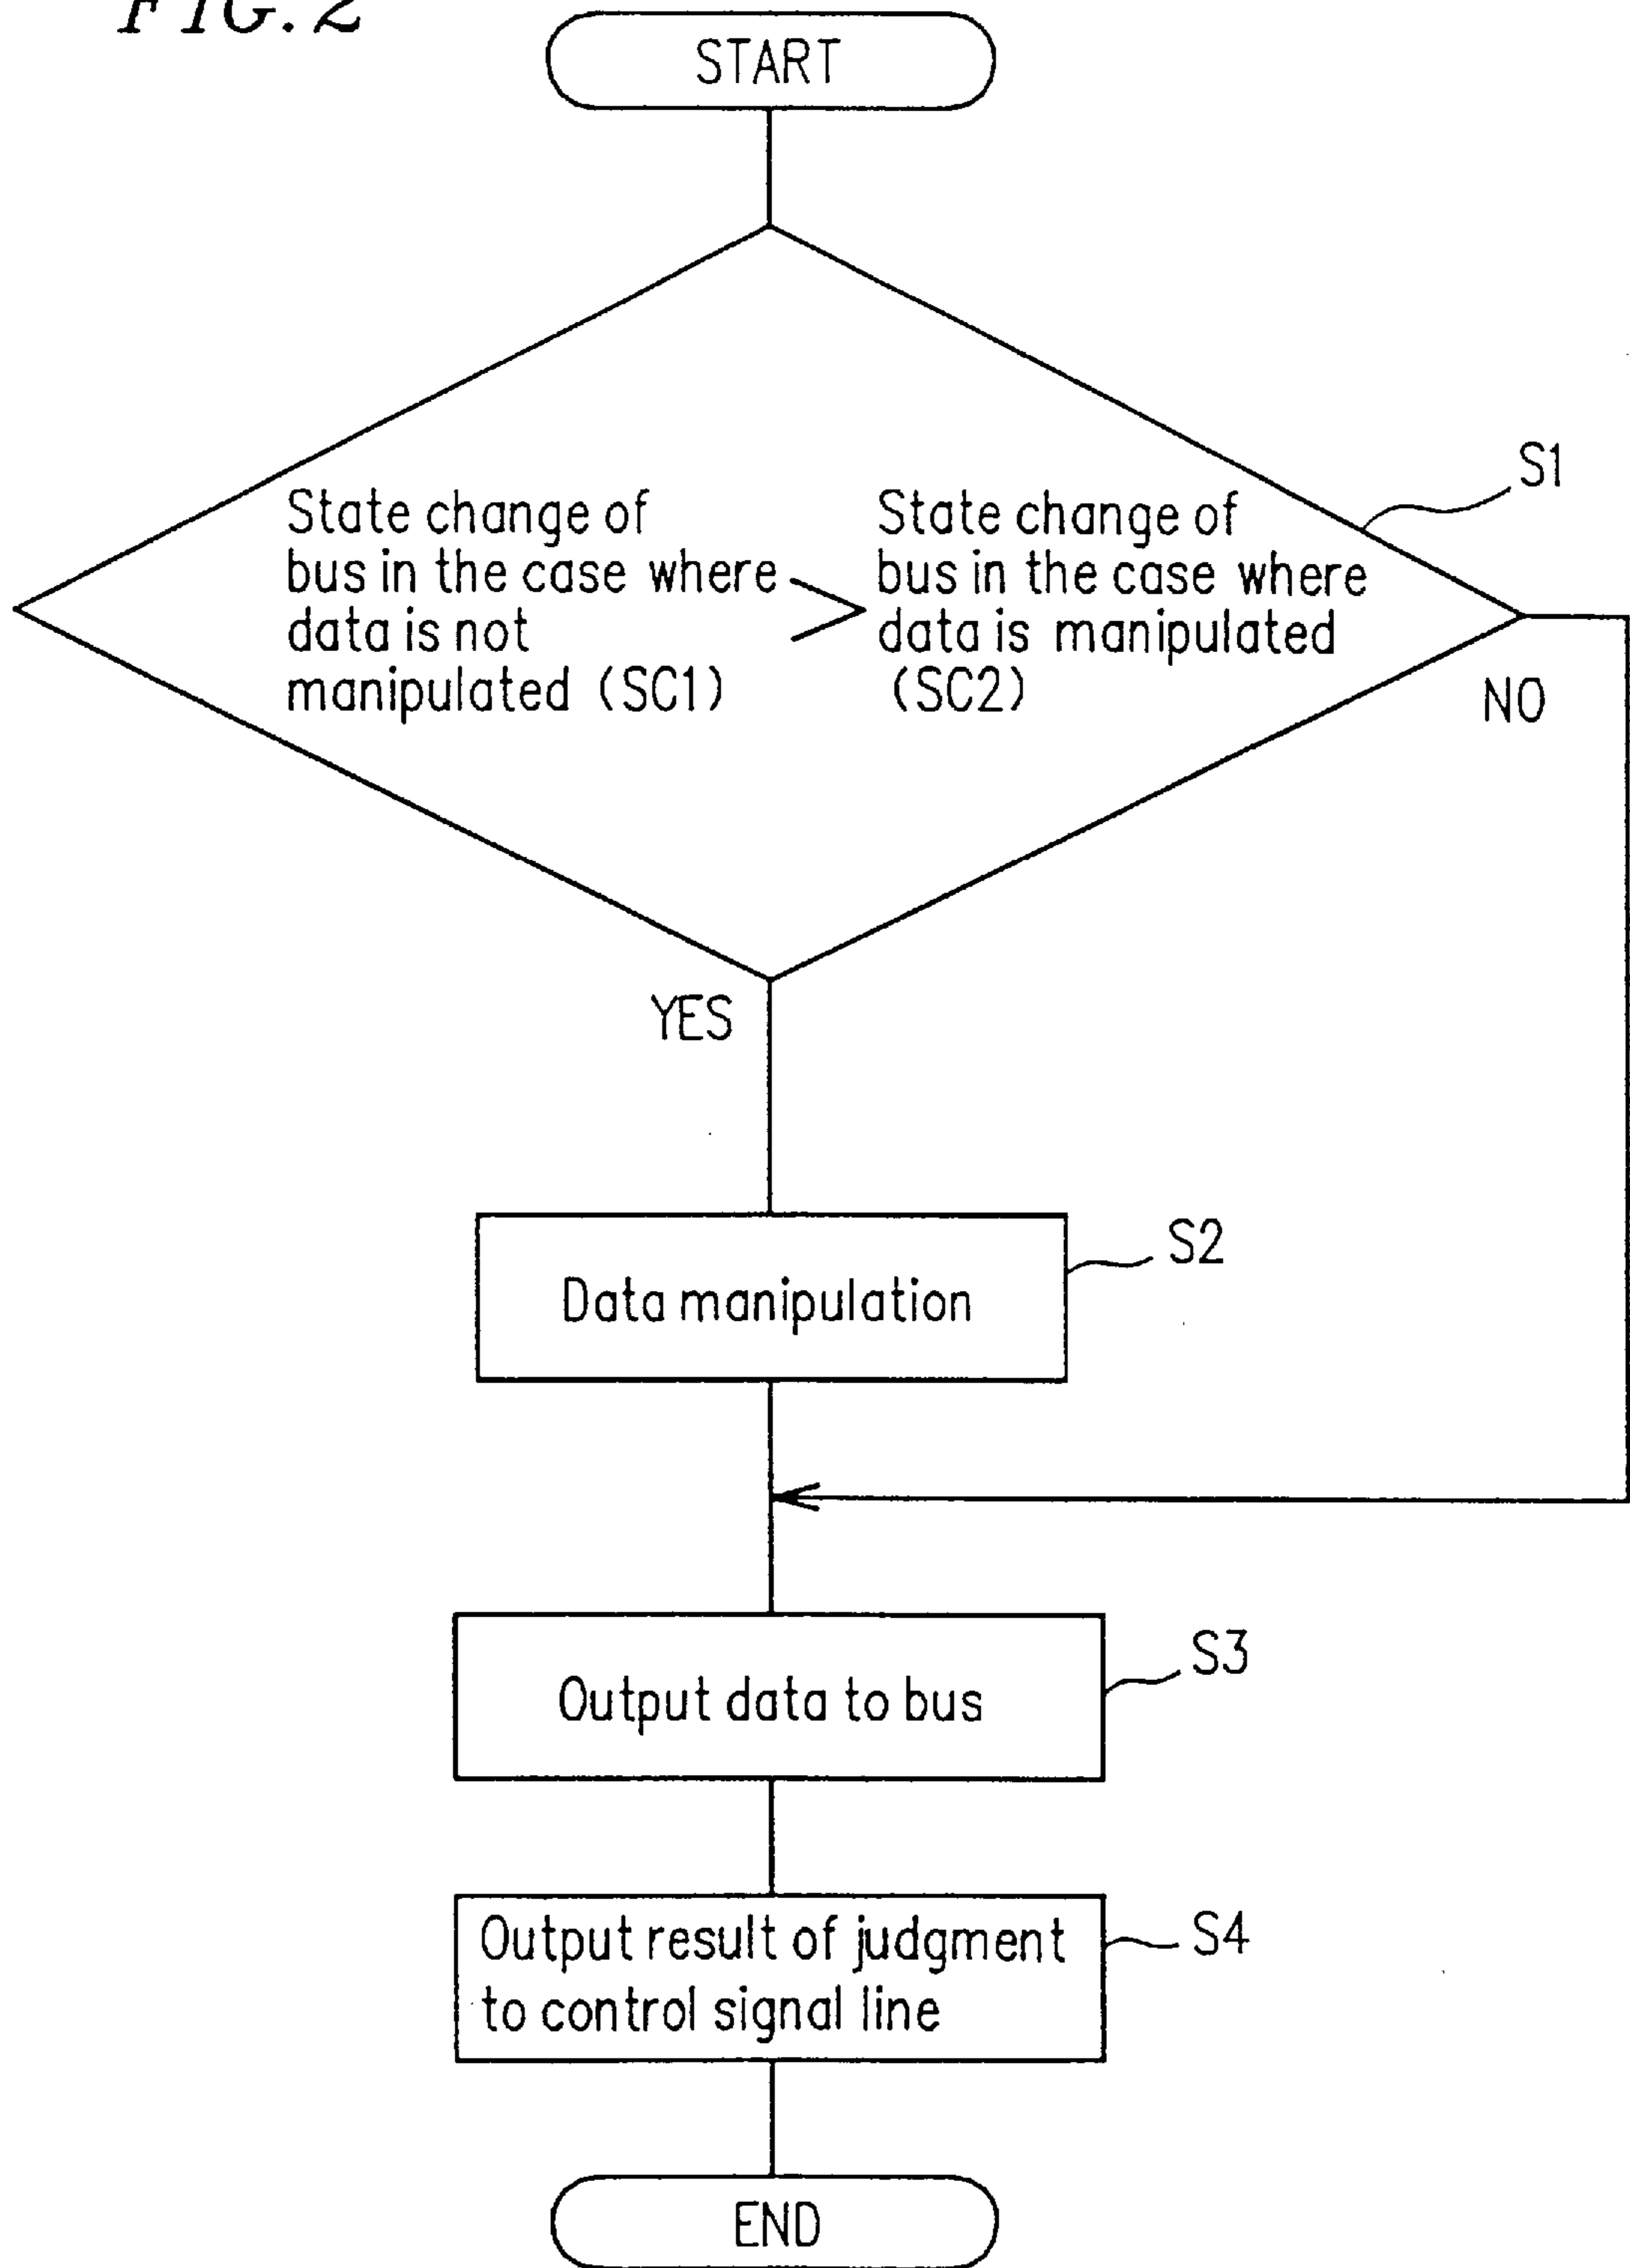 FIG. 2
START
State change of
bus in the case where
data is not
manipulated (SC1)
>
State change of
bus in the case where
data is manipulated
(SC2)
S1
NO
YES
Data manipulation
S2
Output data to bus
S3
Output result of judgment
to control signal line
S4
END